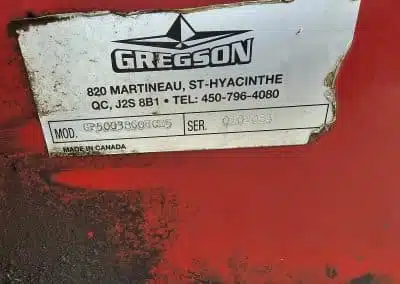 GREGSON
820 MARTINEAU, ST-HYACINTHE
QC, J2S 8B1 • TEL: 450-796-4080
MOD. SER.
MADE IN CANADA